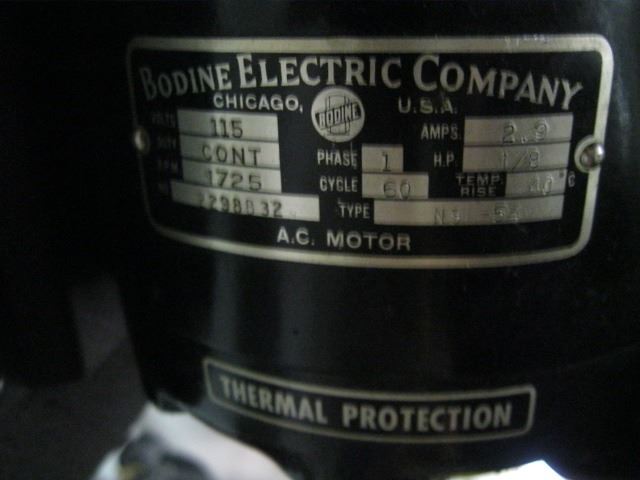 BODINE ELECTRIC COMPANY
CHICAGO, BODINE U.S.A.
VOLTS 115 AMPS. 2.9
DUTY CONT PHASE 1 H.P. 1/8
RPM 1725 CYCLE 60 TEMP. RISE 40°C
TYPE
A.C. MOTOR
THERMAL PROTECTION